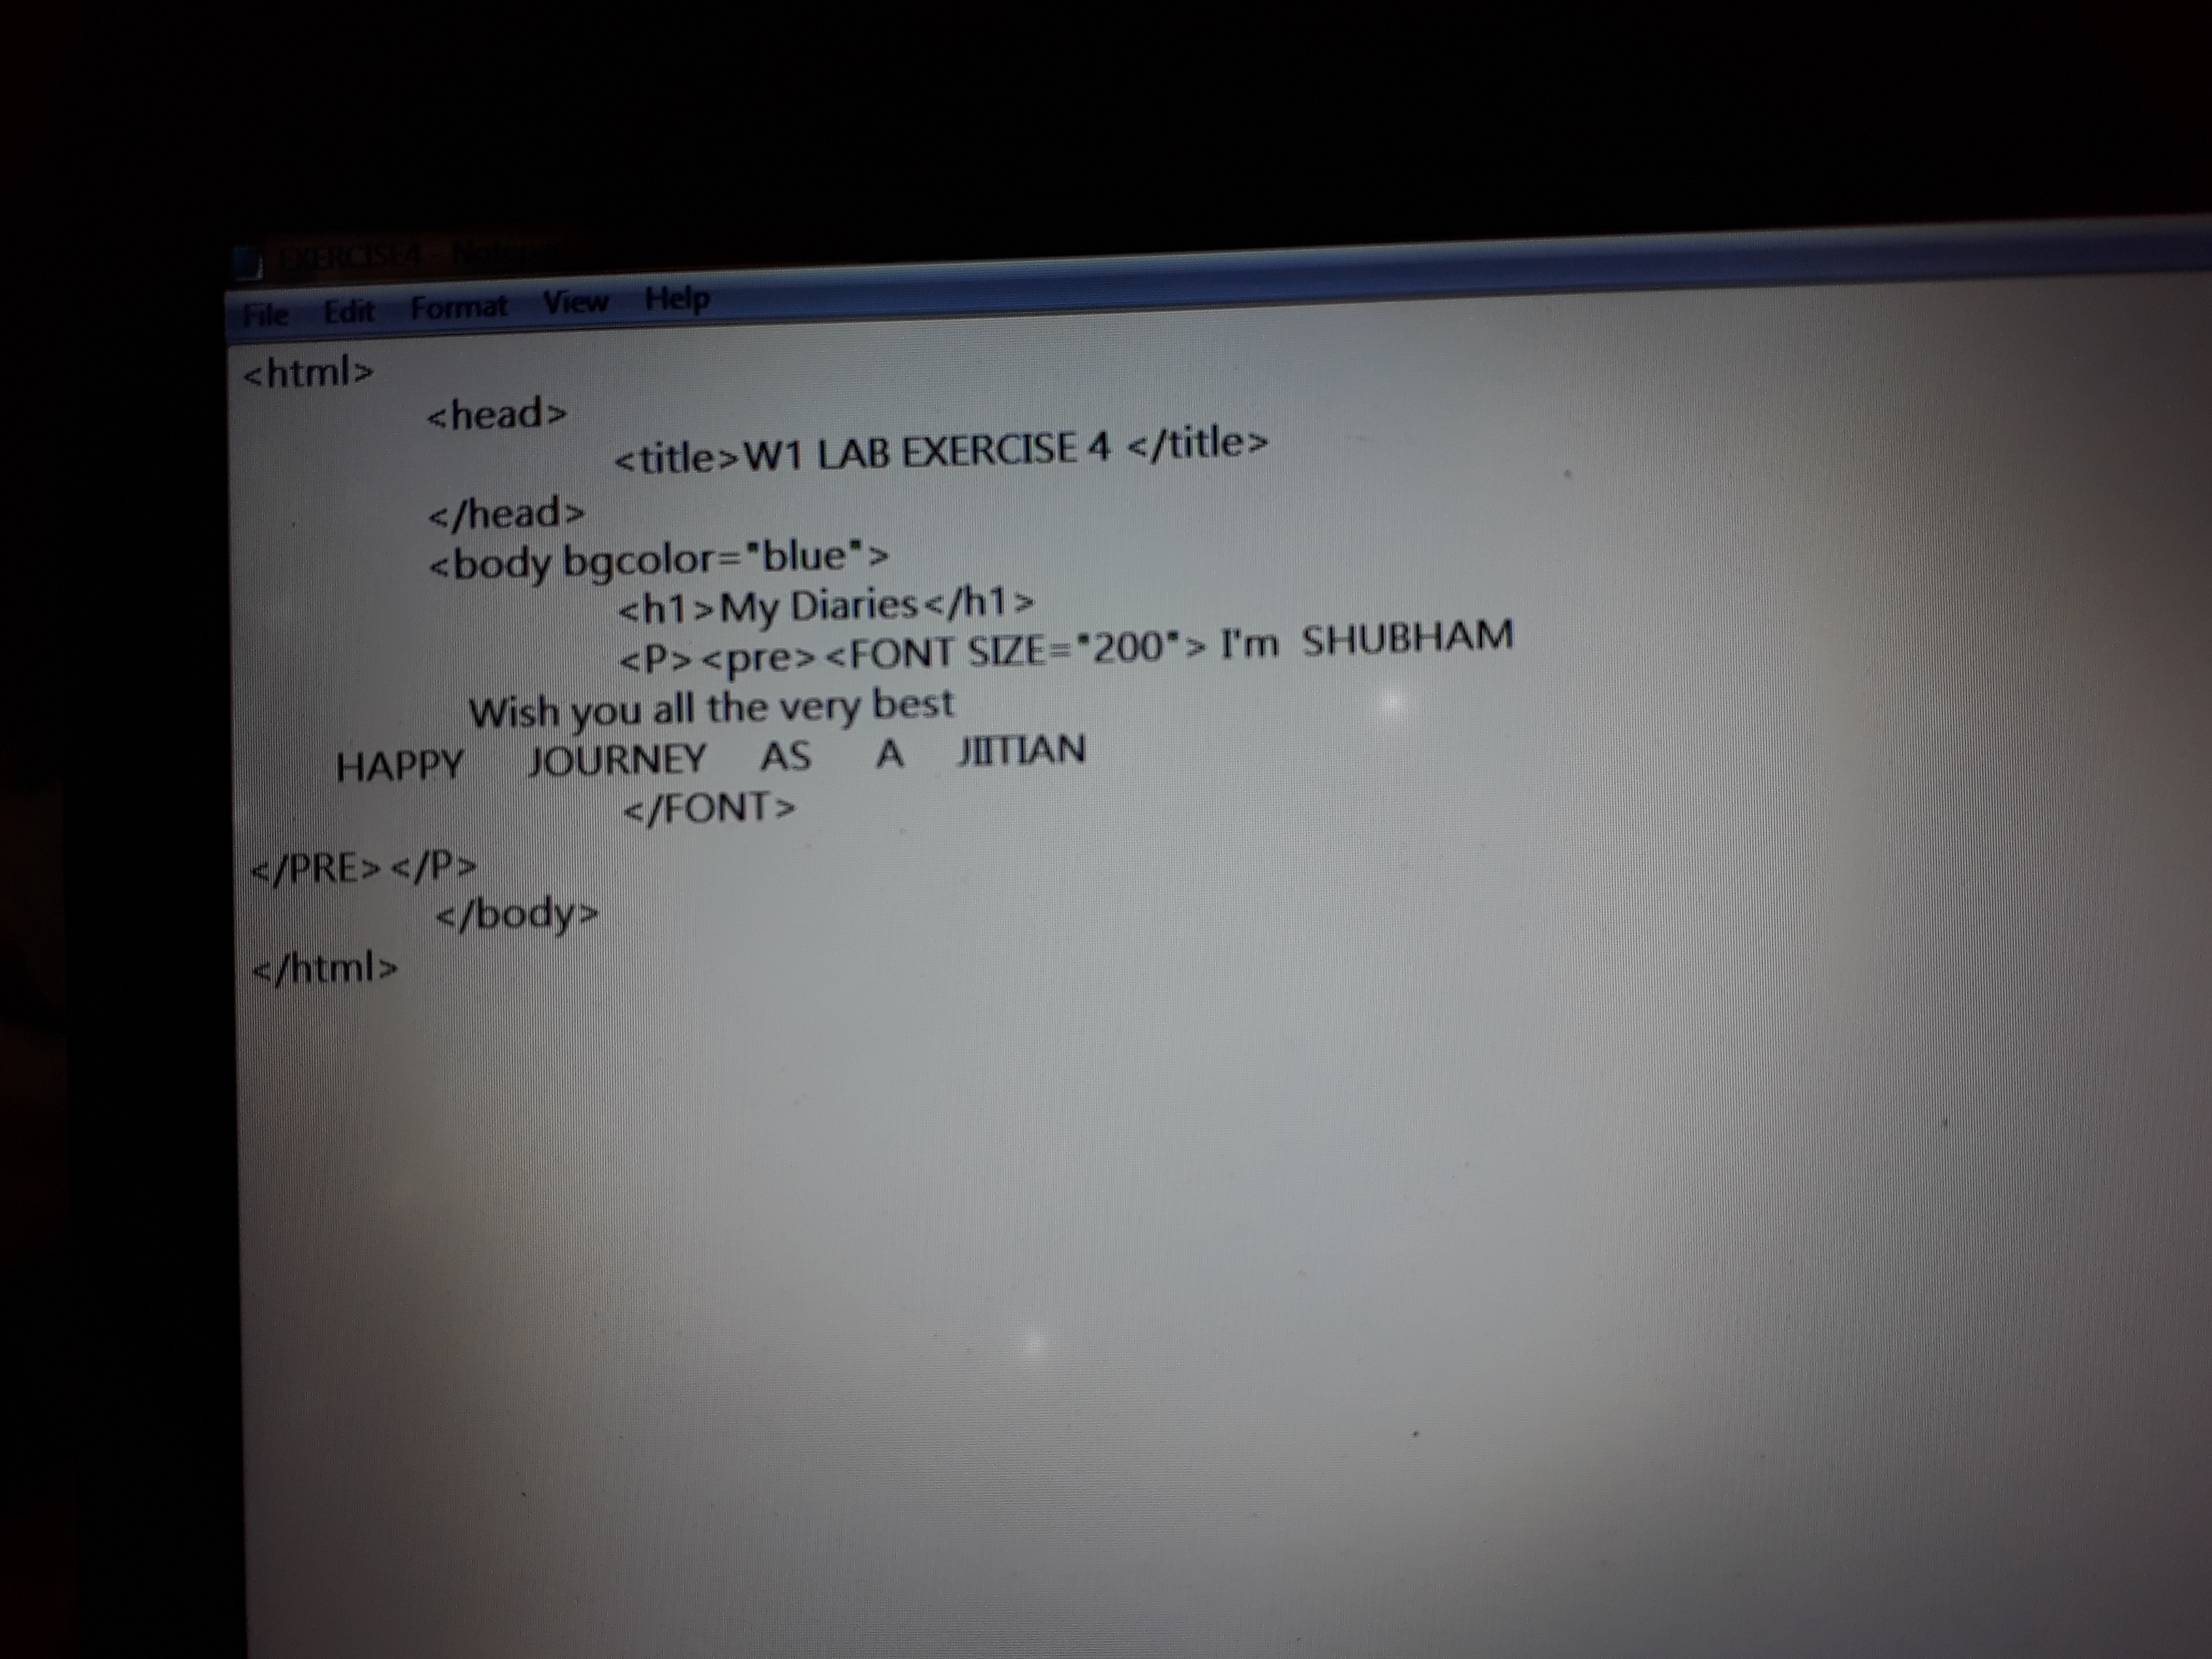 EXERCISE4 - Notepad
File Edit Format View Help
<html>
<head>
<title>W1 LAB EXERCISE 4 </title>
</head>
<body bgcolor="blue">
<h1>My Diaries</h1>
<P><pre><FONT SIZE="200"> I'm  SHUBHAM
Wish you all the very best
HAPPY    JOURNEY    AS    A    JIITIAN
</FONT>
</PRE></P>
</body>
</html>